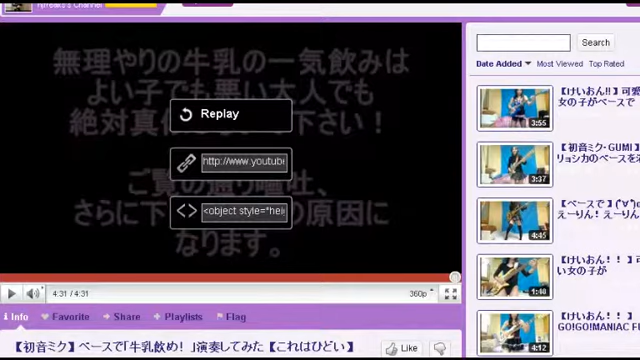 無理やりの牛乳の一気飲みは
よい子でも悪い大人でも
下さい！
Replay
http://www.youtube
ご覧の通り嘔吐、
<object style="hei
さらに下
の原因に
なります。
4:31 / 4:31
360p
Info
Favorite
Share
Playlists
Flag
【初音ミク】ベースで「牛乳飲め！」演奏してみた【これはひどい】
Like
Search
Date Added
Most Viewed
Top Rated
【けいおん!!】可愛
女の子がベースで
3:55
【初音ミク・GUMI
リョシカのベースを
3:37
【ベースで】(*´∀`)
えーりん！えーりん
4:45
【けいおん！！】可
い女の子が
1:40
【けいおん！！】
GO!GO!MANIAC F
4:12